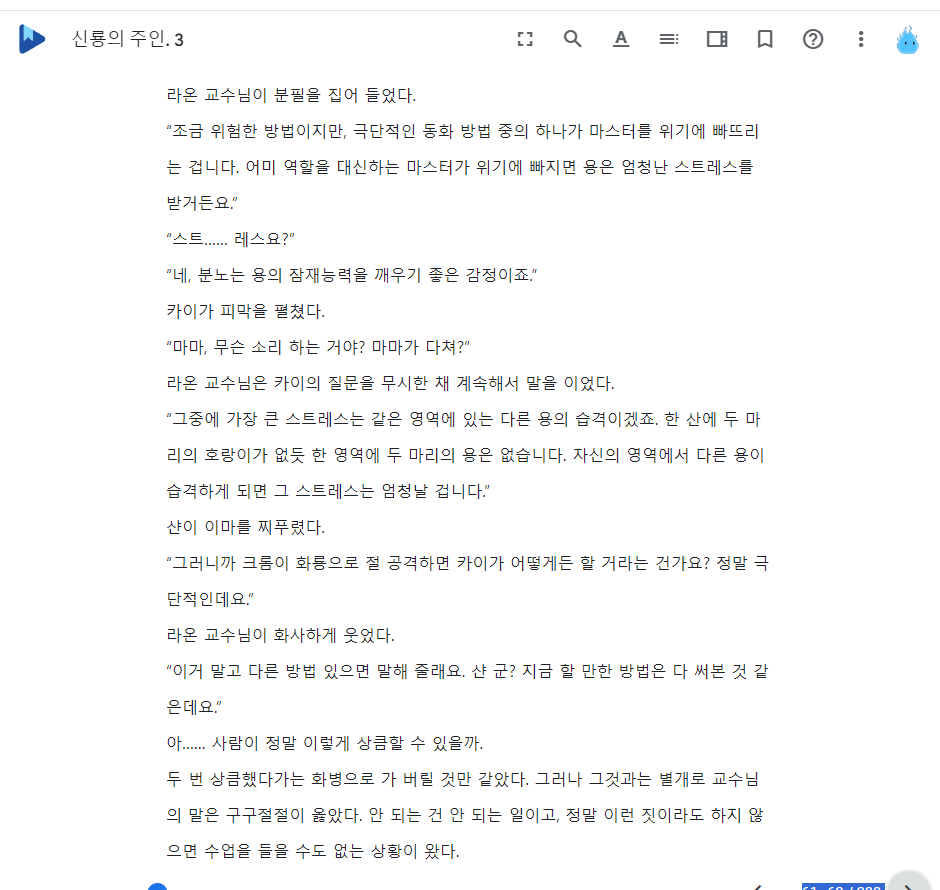 신룡의 주인. 3
라온 교수님이 분필을 집어 들었다.
"조금 위험한 방법이지만, 극단적인 동화 방법 중의 하나가 마스터를 위기에 빠뜨리
는 겁니다. 어미 역할을 대신하는 마스터가 위기에 빠지면 용은 엄청난 스트레스를
받거든요."
"스트...... 레스요?"
"네, 분노는 용의 잠재능력을 깨우기 좋은 감정이죠."
카이가 피막을 펼쳤다.
"마마, 무슨 소리 하는 거야? 마마가 다쳐?"
라온 교수님은 카이의 질문을 무시한 채 계속해서 말을 이었다.
"그중에 가장 큰 스트레스는 같은 영역에 있는 다른 용의 습격이겠죠. 한 산에 두 마
리의 호랑이가 없듯 한 영역에 두 마리의 용은 없습니다. 자신의 영역에서 다른 용이
습격하게 되면 그 스트레스는 엄청날 겁니다."
샨이 이마를 찌푸렸다.
"그러니까 크롬이 화룡으로 절 공격하면 카이가 어떻게든 할 거라는 건가요? 정말 극
단적인데요."
라온 교수님이 화사하게 웃었다.
"이거 말고 다른 방법 있으면 말해 줄래요. 샨 군? 지금 할 만한 방법은 다 써본 것 같
은데요."
아...... 사람이 정말 이렇게 상큼할 수 있을까.
두 번 상큼했다가는 화병으로 가 버릴 것만 같았다. 그러나 그것과는 별개로 교수님
의 말은 구구절절이 옳았다. 안 되는 건 안 되는 일이고, 정말 이런 짓이라도 하지 않
으면 수업을 들을 수도 없는 상황이 왔다.